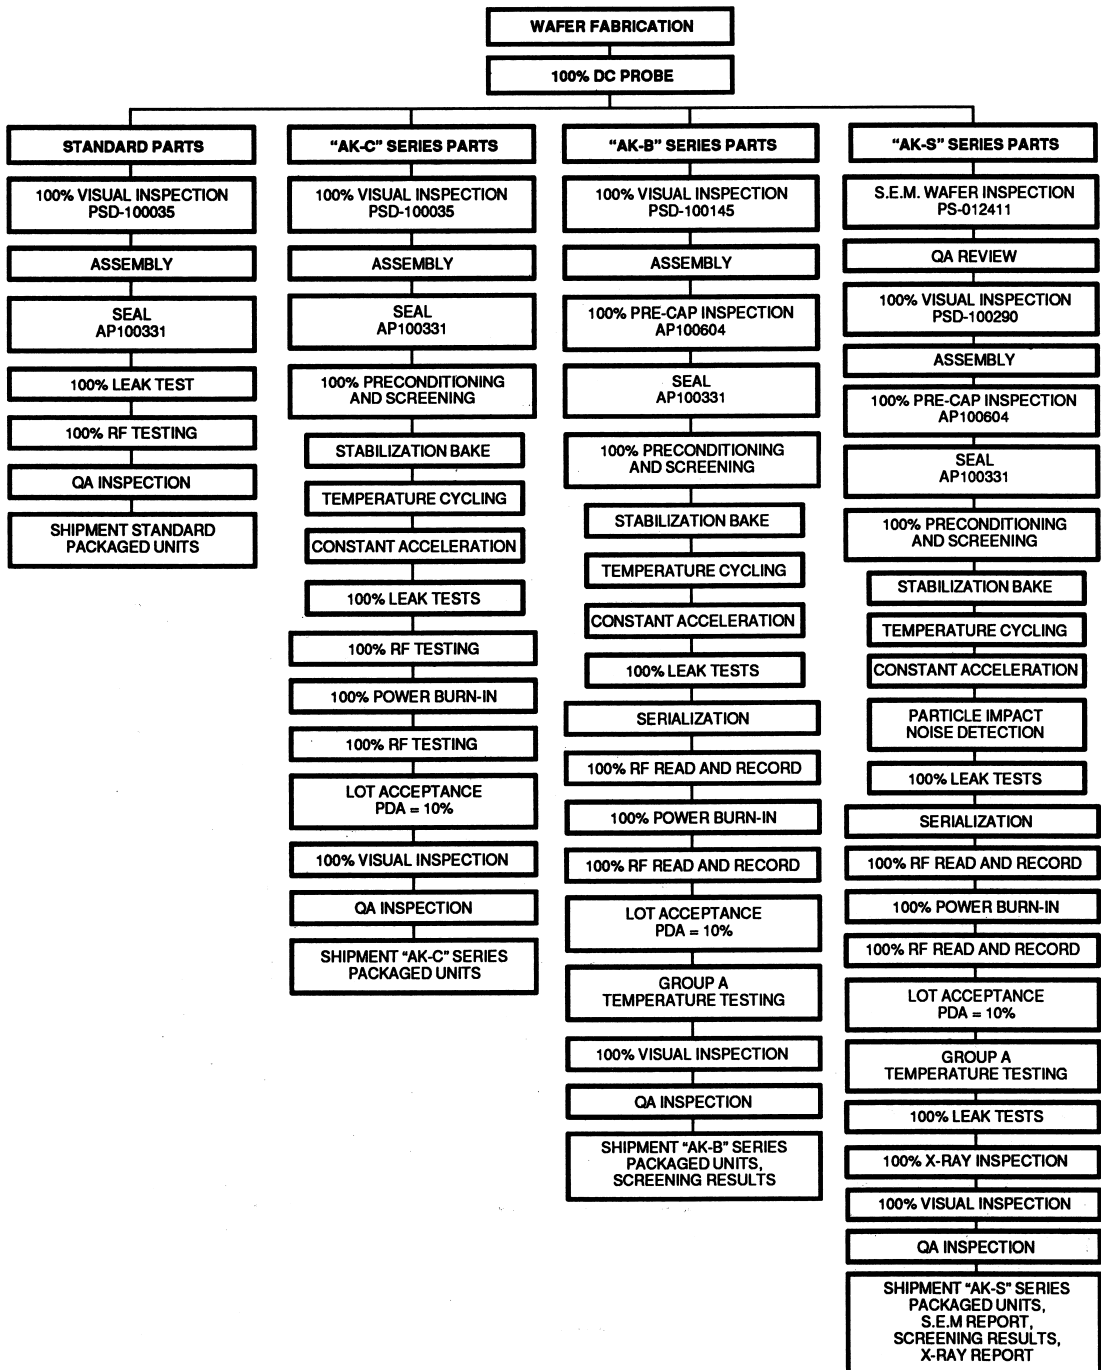 WAFER FABRICATION
100% DC PROBE
STANDARD PARTS
100% VISUAL INSPECTION
PSD-100035
ASSEMBLY
SEAL
AP100331
100% LEAK TEST
100% RF TESTING
QA INSPECTION
SHIPMENT STANDARD
PACKAGED UNITS
"AK-C" SERIES PARTS
100% VISUAL INSPECTION
PSD-100035
ASSEMBLY
SEAL
AP100331
100% PRECONDITIONING
AND SCREENING
STABILIZATION BAKE
TEMPERATURE CYCLING
CONSTANT ACCELERATION
100% LEAK TESTS
100% RF TESTING
100% POWER BURN-IN
100% RF TESTING
LOT ACCEPTANCE
PDA = 10%
100% VISUAL INSPECTION
QA INSPECTION
SHIPMENT "AK-C" SERIES
PACKAGED UNITS
"AK-B" SERIES PARTS
100% VISUAL INSPECTION
PSD-100145
ASSEMBLY
100% PRE-CAP INSPECTION
AP100604
SEAL
AP100331
100% PRECONDITIONING
AND SCREENING
STABILIZATION BAKE
TEMPERATURE CYCLING
CONSTANT ACCELERATION
100% LEAK TESTS
SERIALIZATION
100% RF READ AND RECORD
100% POWER BURN-IN
100% RF READ AND RECORD
LOT ACCEPTANCE
PDA = 10%
GROUP A
TEMPERATURE TESTING
100% VISUAL INSPECTION
QA INSPECTION
SHIPMENT "AK-B" SERIES
PACKAGED UNITS,
SCREENING RESULTS
"AK-S" SERIES PARTS
S.E.M. WAFER INSPECTION
PS-012411
QA REVIEW
100% VISUAL INSPECTION
PSD-100290
ASSEMBLY
100% PRE-CAP INSPECTION
AP100604
SEAL
AP100331
100% PRECONDITIONING
AND SCREENING
STABILIZATION BAKE
TEMPERATURE CYCLING
CONSTANT ACCELERATION
PARTICLE IMPACT
NOISE DETECTION
100% LEAK TESTS
SERIALIZATION
100% RF READ AND RECORD
100% POWER BURN-IN
100% RF READ AND RECORD
LOT ACCEPTANCE
PDA = 10%
GROUP A
TEMPERATURE TESTING
100% LEAK TESTS
100% X-RAY INSPECTION
100% VISUAL INSPECTION
QA INSPECTION
SHIPMENT "AK-S" SERIES
PACKAGED UNITS,
S.E.M REPORT,
SCREENING RESULTS,
X-RAY REPORT